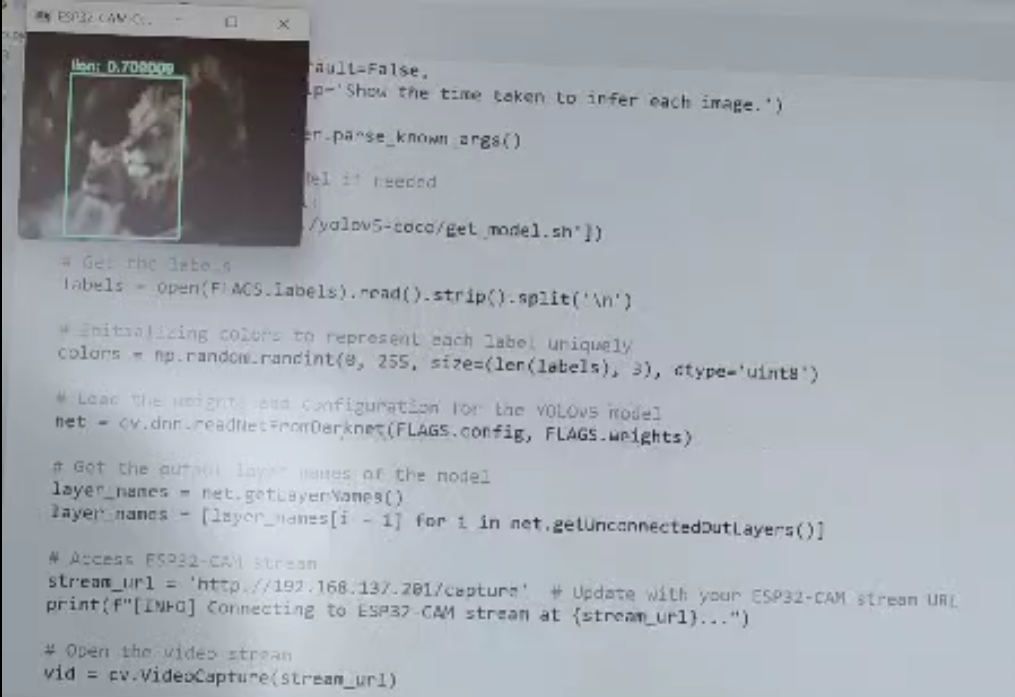 ESP32-CAM-C...
lion: 0.709009
ault=False,
lp='Show the time taken to infer each image.')
er.parse_known_args()
del if needed
/yolov5-coco/get_model.sh'])
# Get the labels
labels = open(FLAGS.labels).read().strip().split('\n')
# Initializing colors to represent each label uniquely
colors = np.random.randint(0, 255, size=(len(labels), 3), dtype='uint8')
# Load the weights and configuration for the YOLOv5 model
net = cv.dnn.readNetFromDarknet(FLAGS.config, FLAGS.weights)
# Get the output layer names of the model
layer_names = net.getLayerNames()
layer_names = [layer_names[i - 1] for i in net.getUnconnectedOutLayers()]
# Access ESP32-CAM stream
stream_url = 'http://192.168.137.201/capture' # Update with your ESP32-CAM stream URL
print(f"[INFO] Connecting to ESP32-CAM stream at {stream_url}...")
# Open the video stream
vid = cv.VideoCapture(stream_url)